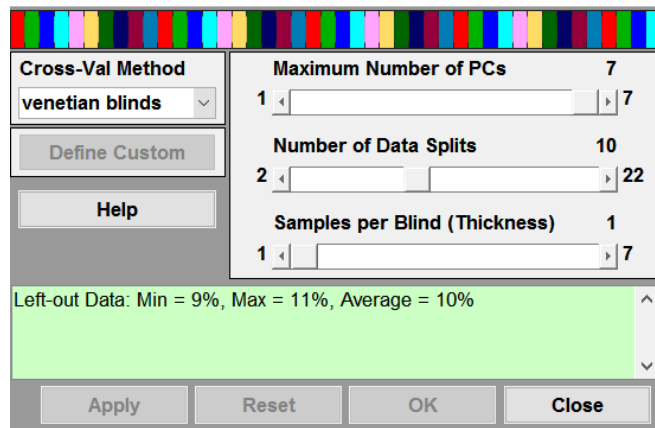 Cross-Val Method
venetian blinds
Define Custom
Help
Maximum Number of PCs 7
1 7
Number of Data Splits 10
2 22
Samples per Blind (Thickness) 1
1 7
Left-out Data: Min = 9%, Max = 11%, Average = 10%
Apply Reset OK Close